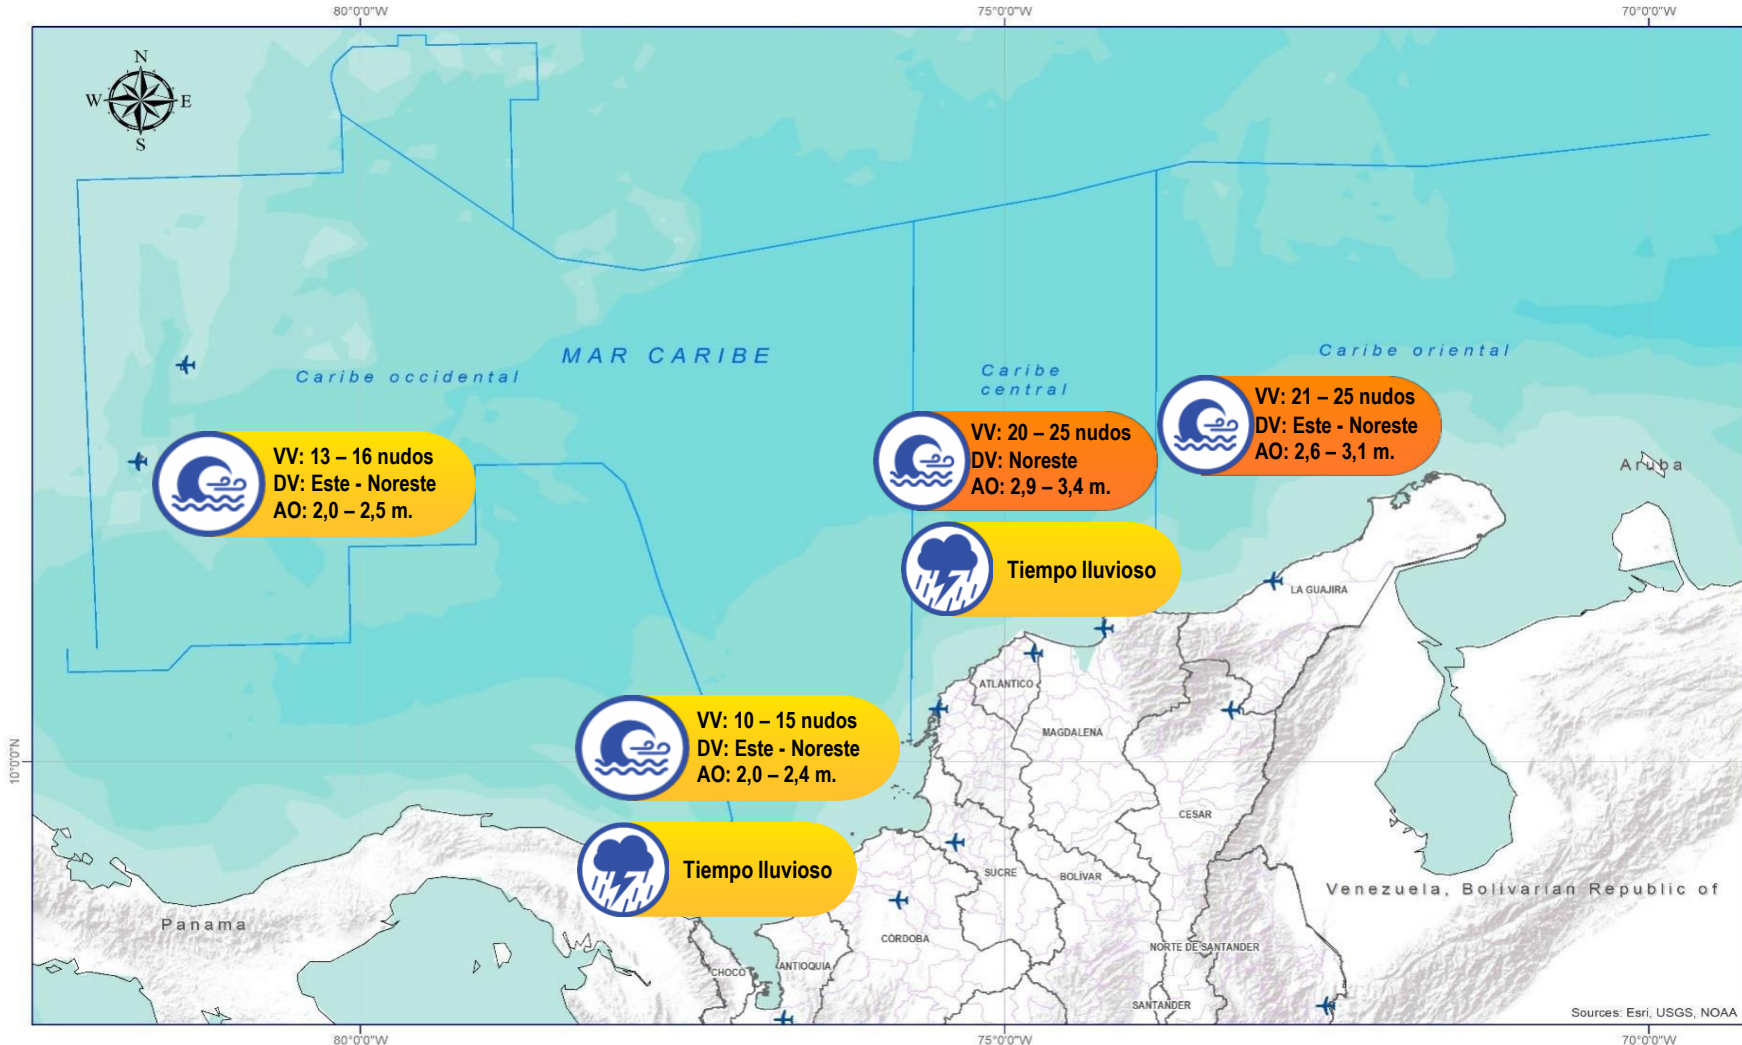 80°0'0"W
75°0'0"W
70°0'0"W
N
W
E
S
MAR CARIBE
Caribe occidental
Caribe
central
Caribe oriental
VV: 21 – 25 nudos
DV: Este - Noreste
AO: 2,6 – 3,1 m.
VV: 20 – 25 nudos
DV: Noreste
AO: 2,9 – 3,4 m.
VV: 13 – 16 nudos
DV: Este - Noreste
AO: 2,0 – 2,5 m.
Aruba
Tiempo lluvioso
LA GUAJIRA
ATLÁNTICO
MAGDALENA
VV: 10 – 15 nudos
DV: Este - Noreste
AO: 2,0 – 2,4 m.
10°0'0"N
CESAR
Tiempo lluvioso
SUCRE
BOLÍVAR
Venezuela, Bolivarian Republic of
Panama
CÓRDOBA
NORTE DE SANTANDER
CHOCÓ
ANTIOQUIA
SANTANDER
Sources: Esri, USGS, NOAA
80°0'0"W
75°0'0"W
70°0'0"W